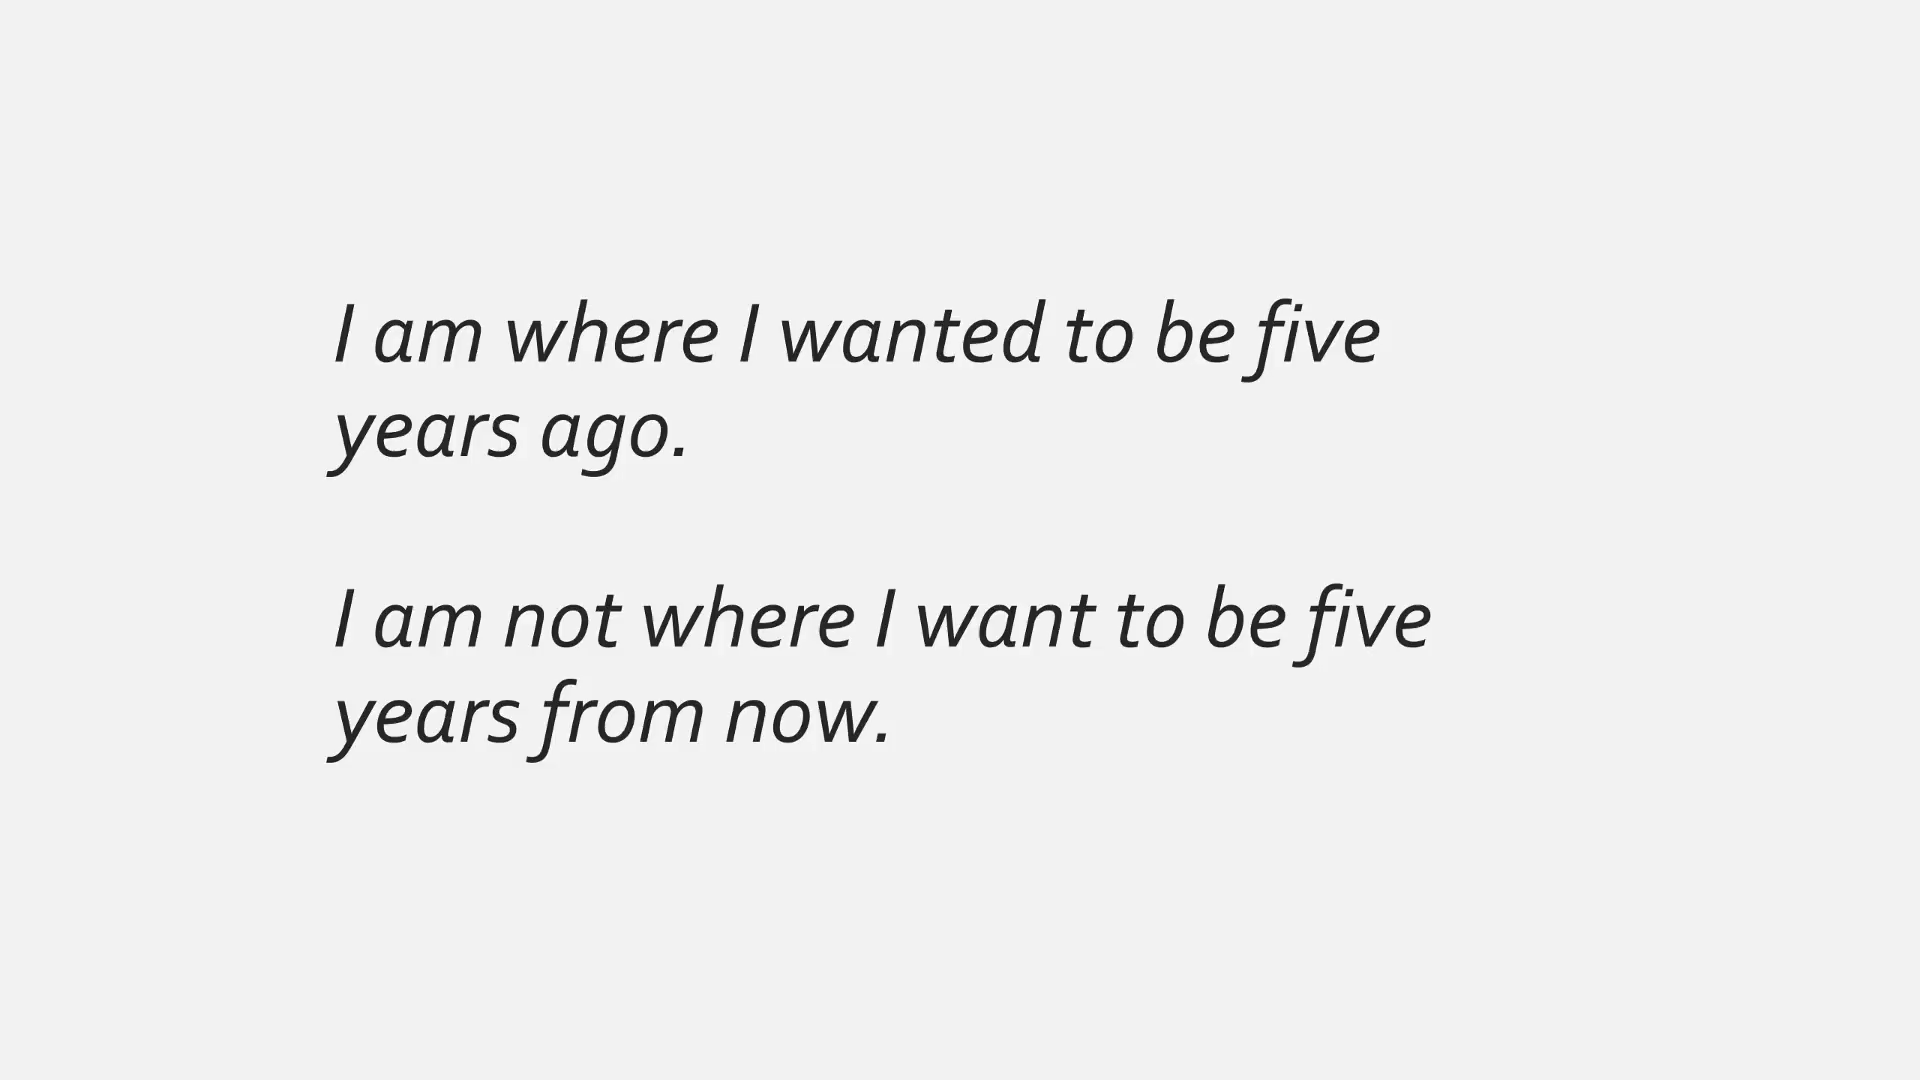 I am where I wanted to be five
years ago.
I am not where I want to be five
years from now.